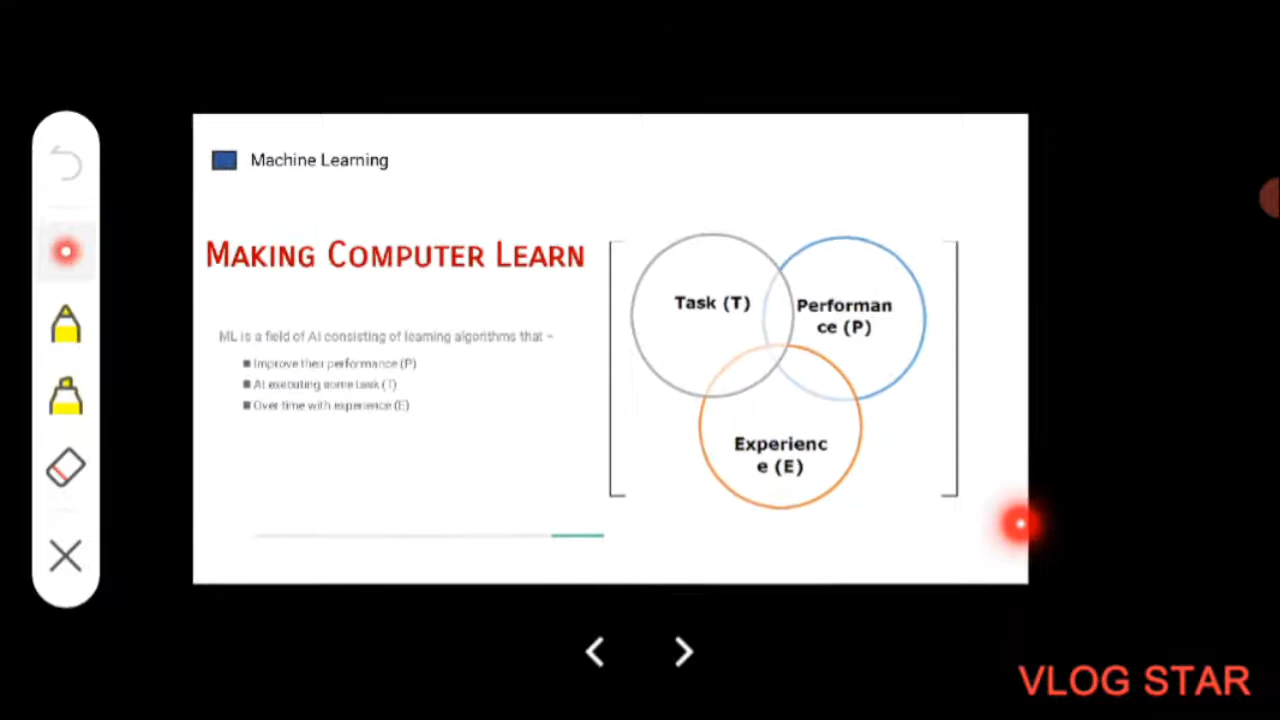 Machine Learning
MAKING COMPUTER LEARN
ML is a field of AI consisting of learning algorithms that –
Improve their performance (P)
At executing some task (T)
Over time with experience (E)
Task (T)
Performan
ce (P)
Experienc
e (E)
VLOG STAR